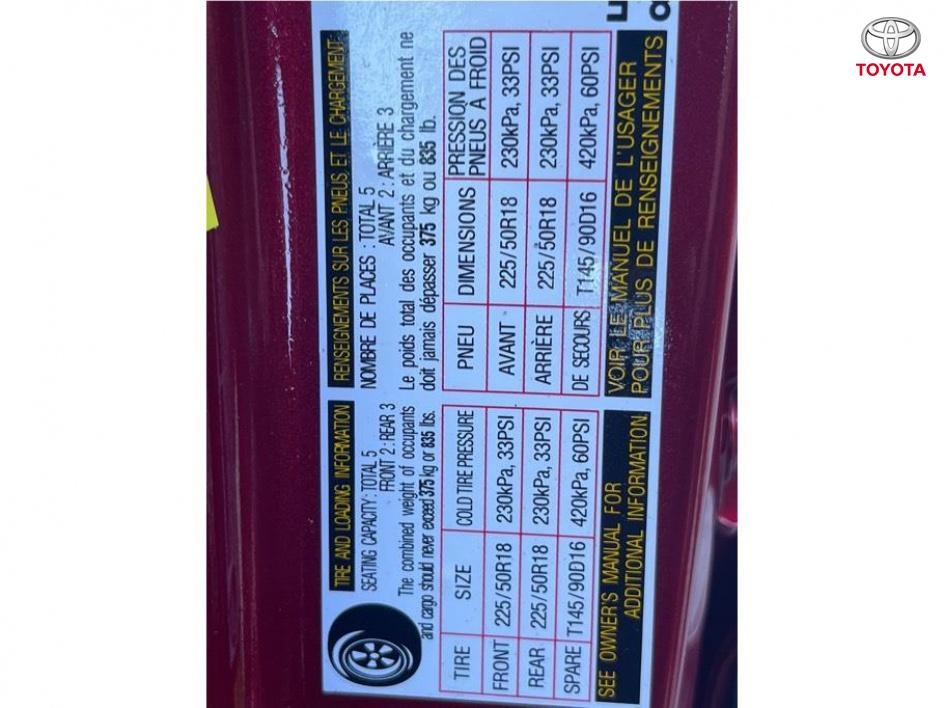 TOYOTA
TIRE AND LOADING INFORMATION
SEATING CAPACITY: TOTAL 5
FRONT 2 : REAR 3
The combined weight of occupants
and cargo should never exceed 375 kg or 835 lbs.
TIRE SIZE COLD TIRE PRESSURE
FRONT 225/50R18 230kPa, 33PSI
REAR 225/50R18 230kPa, 33PSI
SPARE T145/90D16 420kPa, 60PSI
SEE OWNER'S MANUAL FOR
ADDITIONAL INFORMATION
RENSEIGNEMENTS SUR LES PNEUS ET LE CHARGEMENT
NOMBRE DE PLACES : TOTAL 5
AVANT 2 : ARRIÈRE 3
Le poids total des occupants et du chargement ne
doit jamais dépasser 375 kg ou 835 lb.
PNEU DIMENSIONS PRESSION DES
PNEUS À FROID
AVANT 225/50R18 230kPa, 33PSI
ARRIÈRE 225/50R18 230kPa, 33PSI
DE SECOURS T145/90D16 420kPa, 60PSI
VOIR LE MANUEL DE L'USAGER
POUR PLUS DE RENSEIGNEMENTS